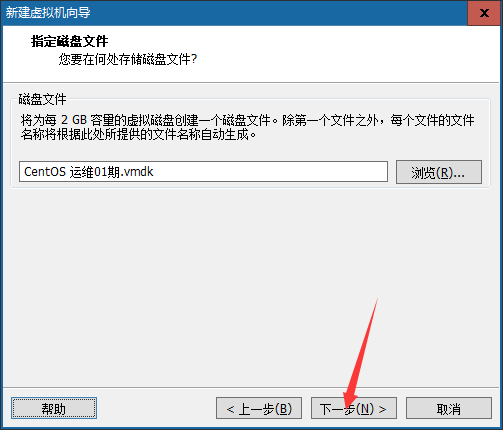 新建虚拟机向导
x
指定磁盘文件
您要在何处存储磁盘文件?
磁盘文件
将为每 2 GB 容量的虚拟磁盘创建一个磁盘文件。除第一个文件之外，每个文件的文件
名称将根据此处所提供的文件名称自动生成。
CentOS 运维01期.vmdk 浏览(R)...
帮助 < 上一步(B) 下一步(N) > 取消